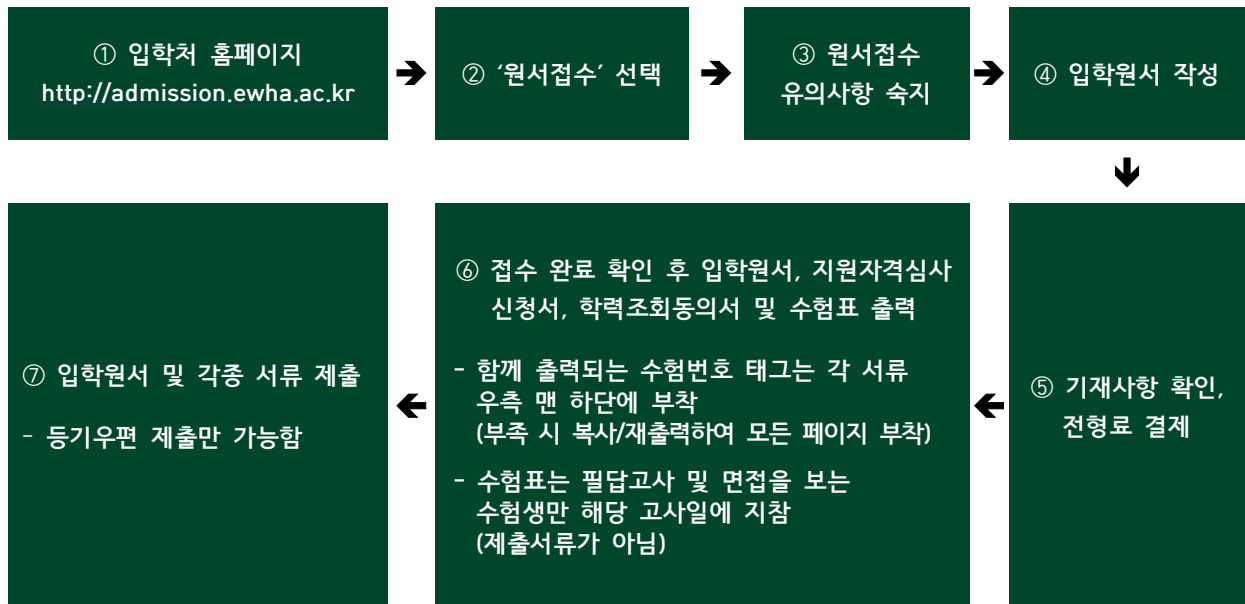 ① 입학처 홈페이지
http://admission.ewha.ac.kr
② ‘원서접수’ 선택
③ 원서접수
유의사항 숙지
④ 입학원서 작성
⑤ 기재사항 확인,
전형료 결제
⑥ 접수 완료 확인 후 입학원서, 지원자격심사
신청서, 학력조회동의서 및 수험표 출력
- 함께 출력되는 수험번호 태그는 각 서류
우측 맨 하단에 부착
(부족 시 복사/재출력하여 모든 페이지 부착)
- 수험표는 필답고사 및 면접을 보는
수험생만 해당 고사일에 지참
(제출서류가 아님)
⑦ 입학원서 및 각종 서류 제출
- 등기우편 제출만 가능함